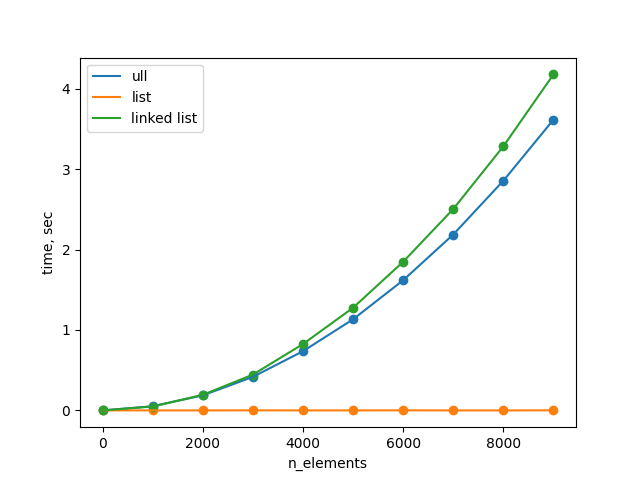 ull
list
linked list
4
3
2
1
0
time, sec
0
2000
4000
6000
8000
n_elements